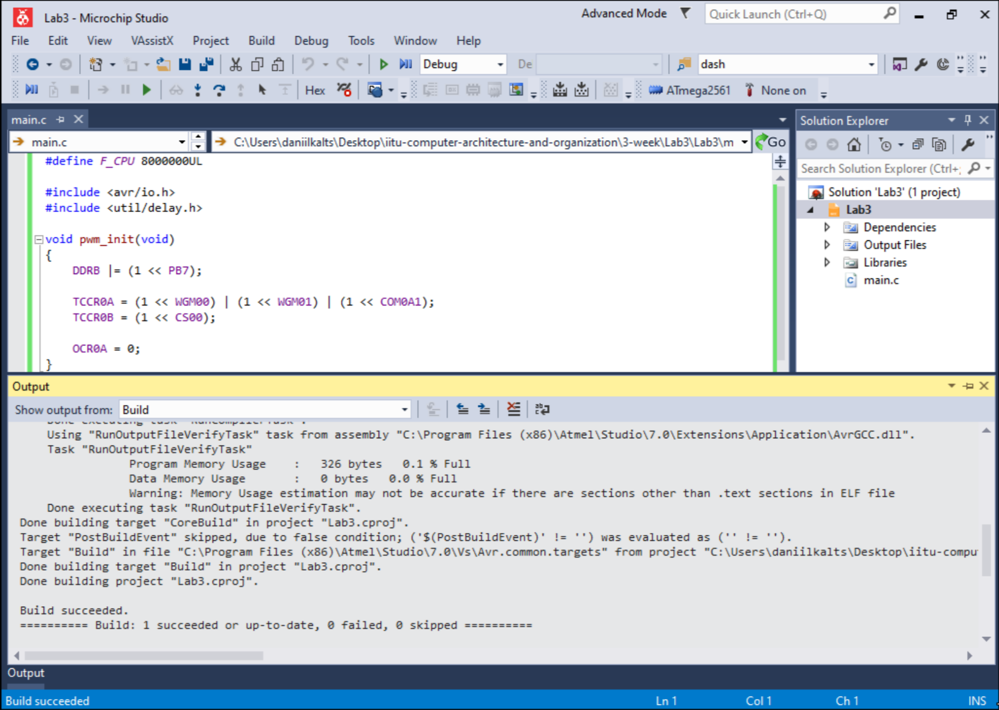 Lab3 - Microchip Studio
Advanced Mode
Quick Launch (Ctrl+Q)
File Edit View VAssistX Project Build Debug Tools Window Help
Debug
De
dash
Hex
ATmega2561
None on
main.c
main.c
C:\Users\daniilkalts\Desktop\iitu-computer-architecture-and-organization\3-week\Lab3\Lab3\m
Go
#define F_CPU 8000000UL
#include <avr/io.h>
#include <util/delay.h>
void pwm_init(void)
{
DDRB |= (1 << PB7);
TCCR0A = (1 << WGM00) | (1 << WGM01) | (1 << COM0A1);
TCCR0B = (1 << CS00);
OCR0A = 0;
}
Solution Explorer
Search Solution Explorer (Ctrl+;
Solution 'Lab3' (1 project)
Lab3
Dependencies
Output Files
Libraries
main.c
Output
Show output from: Build
Done executing task "RunCompilerTask".
Using "RunOutputFileVerifyTask" task from assembly "C:\Program Files (x86)\Atmel\Studio\7.0\Extensions\Application\AvrGCC.dll".
Task "RunOutputFileVerifyTask"
Program Memory Usage : 326 bytes 0.1 % Full
Data Memory Usage : 0 bytes 0.0 % Full
Warning: Memory Usage estimation may not be accurate if there are sections other than .text sections in ELF file
Done executing task "RunOutputFileVerifyTask".
Done building target "CoreBuild" in project "Lab3.cproj".
Target "PostBuildEvent" skipped, due to false condition; ('$(PostBuildEvent)' != '') was evaluated as ('' != '').
Target "Build" in file "C:\Program Files (x86)\Atmel\Studio\7.0\Vs\Avr.common.targets" from project "C:\Users\daniilkalts\Desktop\iitu-compu
Done building target "Build" in project "Lab3.cproj".
Done building project "Lab3.cproj".
Build succeeded.
========== Build: 1 succeeded or up-to-date, 0 failed, 0 skipped ==========
Output
Build succeeded
Ln 1
Col 1
Ch 1
INS